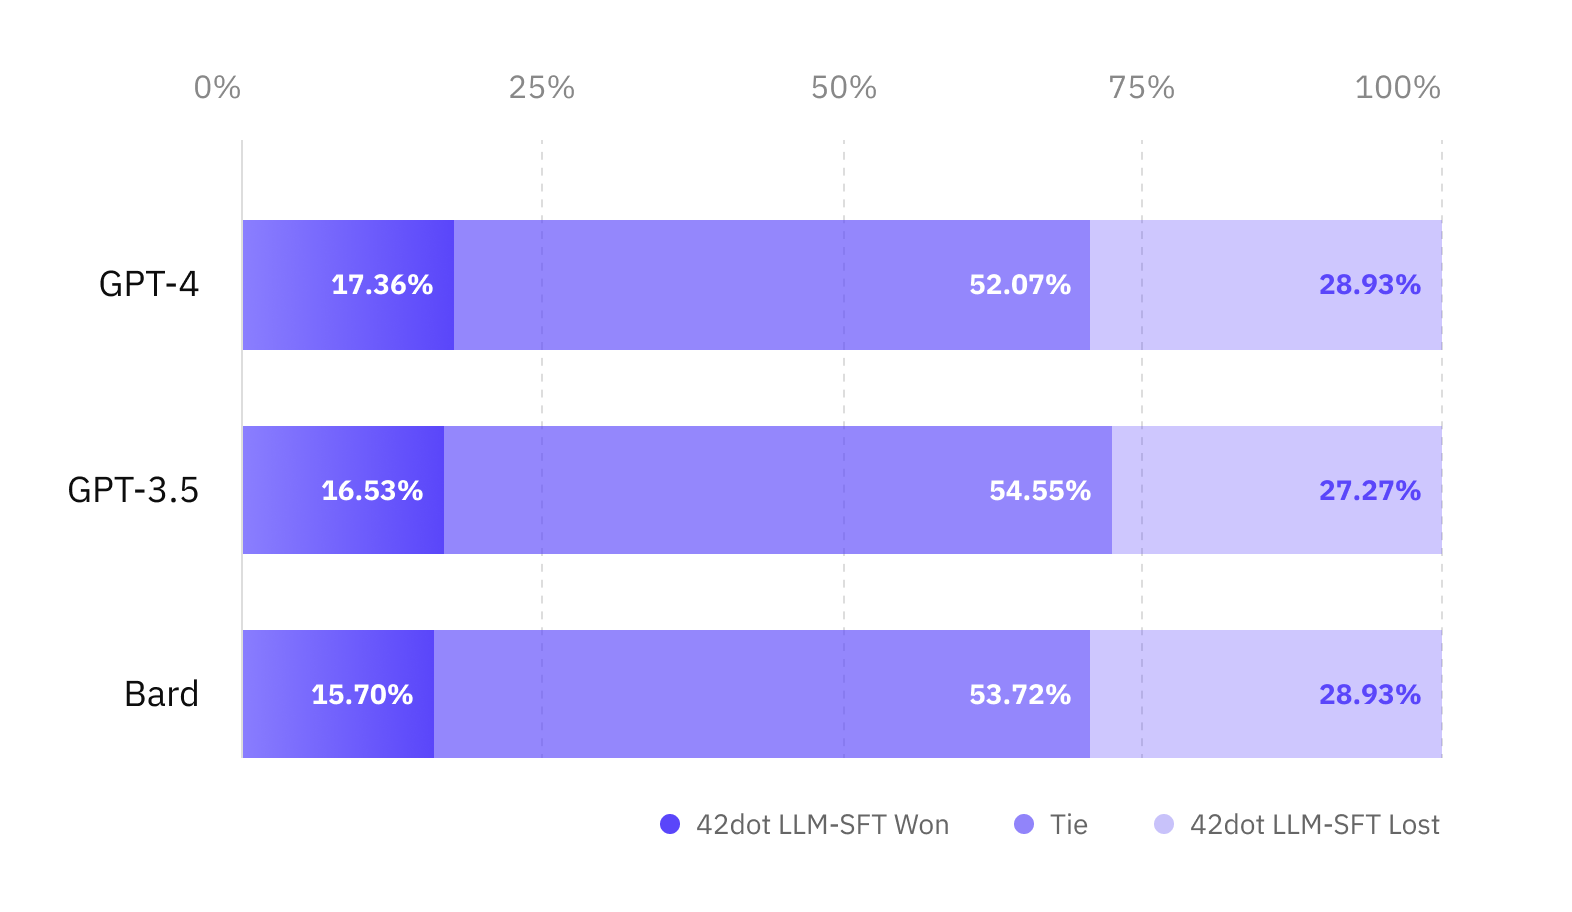 0% 25% 50% 75% 100%
GPT-4 17.36% 52.07% 28.93%
GPT-3.5 16.53% 54.55% 27.27%
Bard 15.70% 53.72% 28.93%
42dot LLM-SFT Won Tie 42dot LLM-SFT Lost